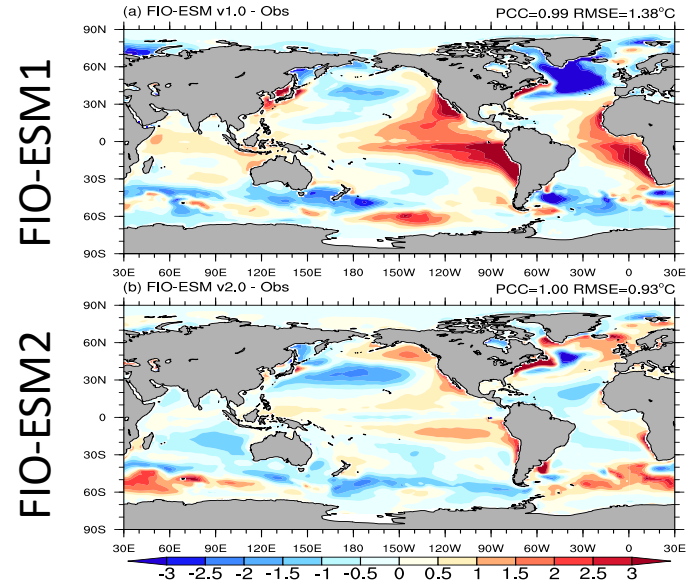 FIO-ESM1
(a) FIO-ESM v1.0 - Obs PCC=0.99 RMSE=1.38°C
90N
60N
30N
0
30S
60S
90S
30E 60E 90E 120E 150E 180 150W 120W 90W 60W 30W 0 30E
FIO-ESM2
(b) FIO-ESM v2.0 - Obs PCC=1.00 RMSE=0.93°C
90N
60N
30N
0
30S
60S
90S
30E 60E 90E 120E 150E 180 150W 120W 90W 60W 30W 0 30E
-3 -2.5 -2 -1.5 -1 -0.5 0 0.5 1 1.5 2 2.5 3